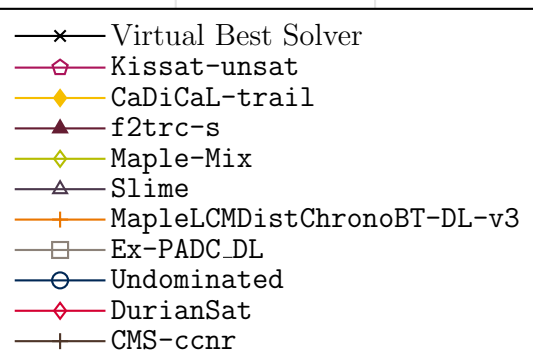 Virtual Best Solver
Kissat-unsat
CaDiCaL-trail
f2trc-s
Maple-Mix
Slime
MapleLCMDistChronoBT-DL-v3
Ex-PADC_DL
Undominated
DurianSat
CMS-ccnr